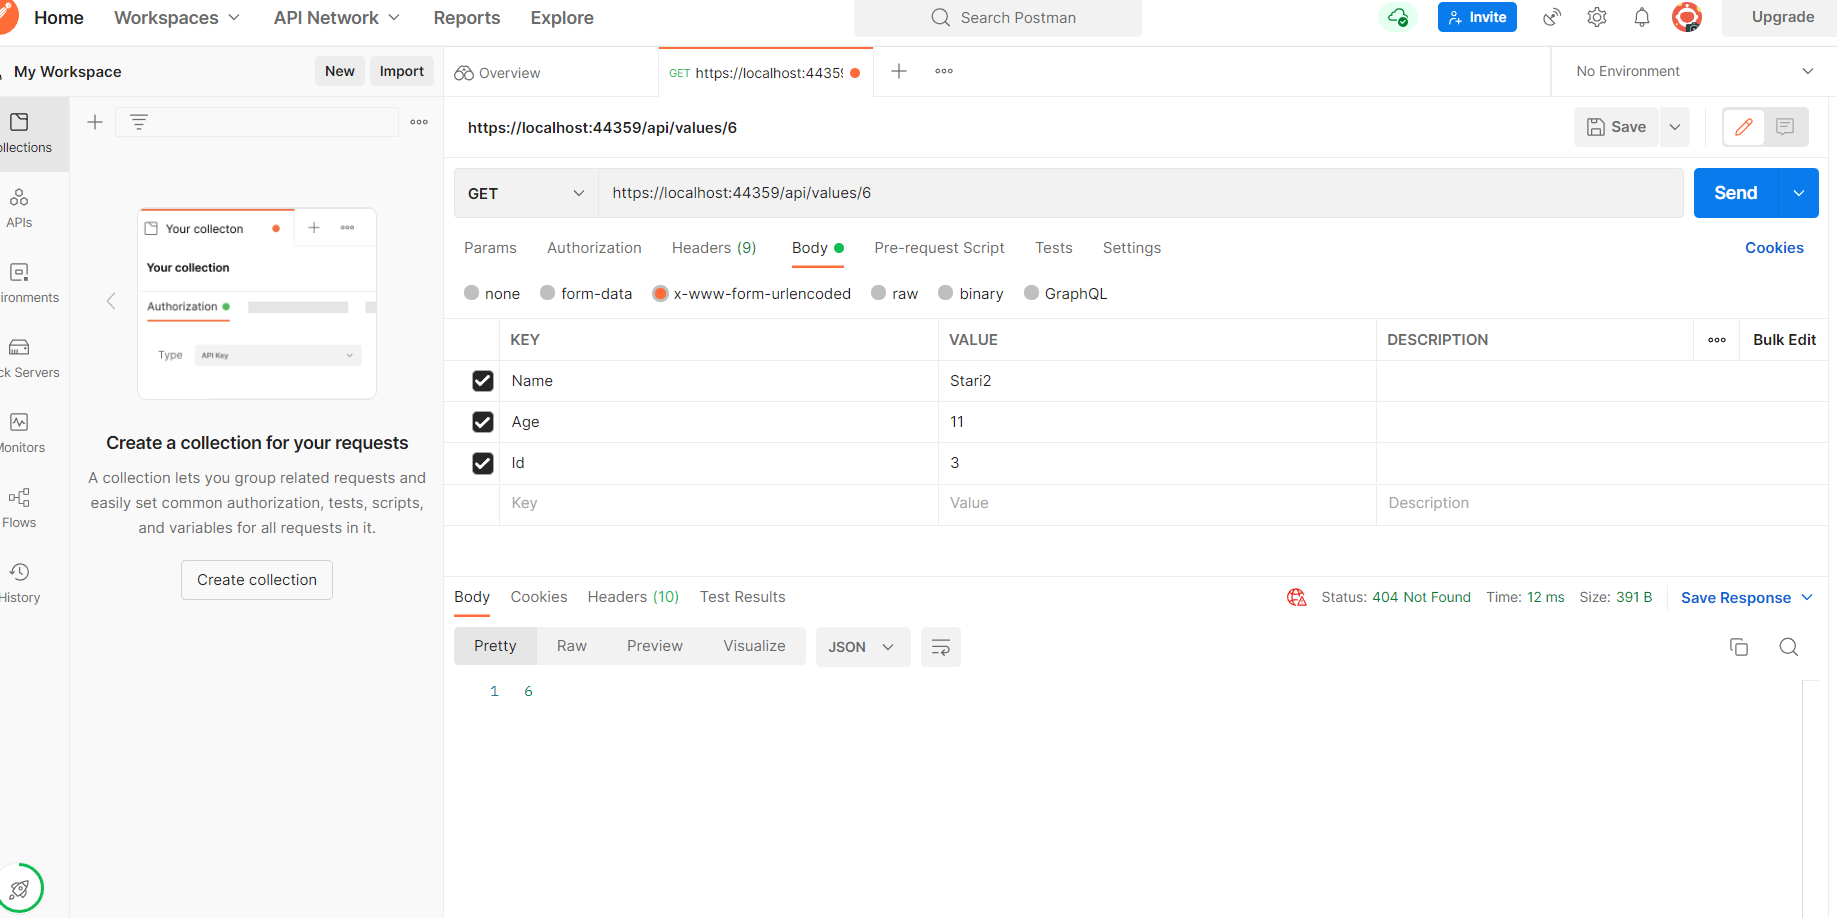 Home Workspaces API Network Reports Explore Search Postman Invite Upgrade
My Workspace New Import Overview GET https://localhost:4435 No Environment
https://localhost:44359/api/values/6 Save
ollections
GET https://localhost:44359/api/values/6 Send
APIs
Your collecton
Params Authorization Headers (9) Body Pre-request Script Tests Settings Cookies
Your collection
ironments
none form-data x-www-form-urlencoded raw binary GraphQL
Authorization
KEY VALUE DESCRIPTION Bulk Edit
Type API Key
ck Servers
Name Stari2
Age 11
Create a collection for your requests
Monitors
Id 3
A collection lets you group related requests and
easily set common authorization, tests, scripts,
and variables for all requests in it.
Key Value Description
Flows
Create collection
History
Body Cookies Headers (10) Test Results Status: 404 Not Found Time: 12 ms Size: 391 B Save Response
Pretty Raw Preview Visualize JSON
1 6